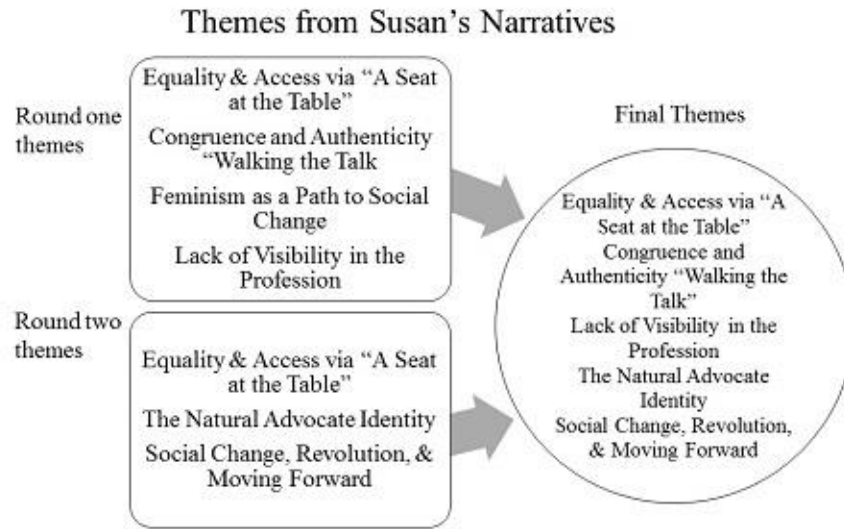 Themes from Susan's Narratives
Round one
themes
Equality & Access via “A Seat
at the Table”
Congruence and Authenticity
“Walking the Talk
Feminism as a Path to Social
Change
Lack of Visibility in the
Profession
Round two
themes
Equality & Access via “A Seat
at the Table”
The Natural Advocate Identity
Social Change, Revolution, &
Moving Forward
Final Themes
Equality & Access via “A
Seat at the Table”
Congruence and
Authenticity “Walking the
Talk”
Lack of Visibility in the
Profession
The Natural Advocate
Identity
Social Change, Revolution,
& Moving Forward